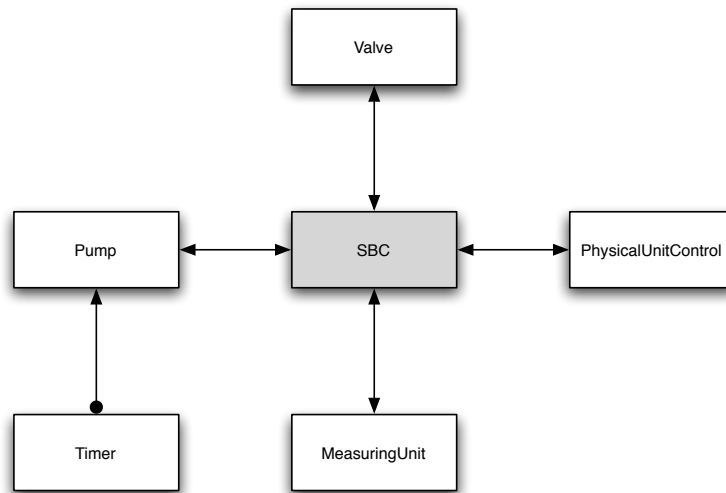 Valve
Pump
SBC
PhysicalUnitControl
Timer
MeasuringUnit